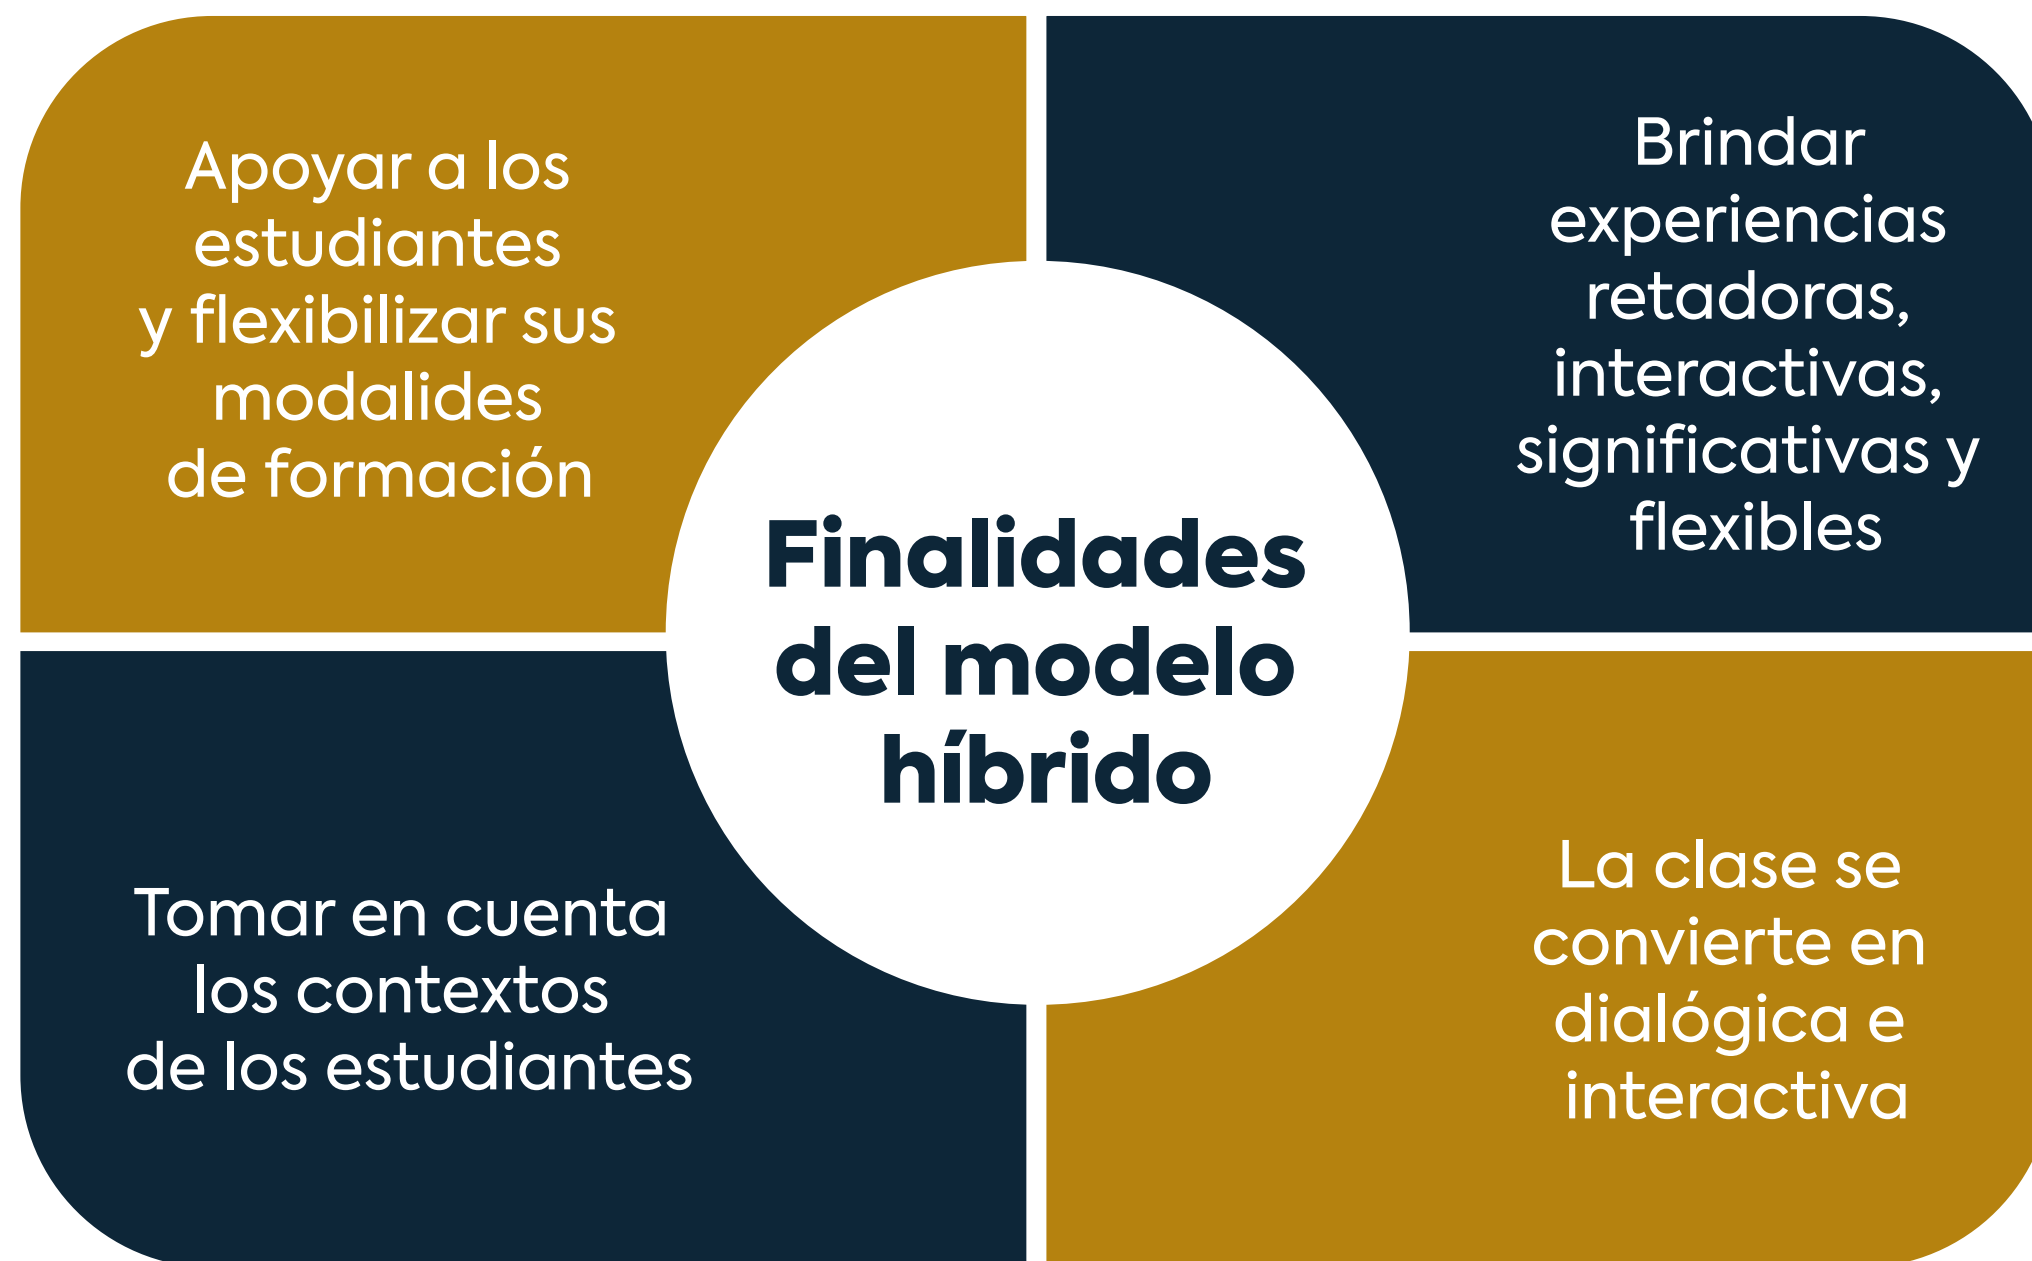 Apoyar a los
estudiantes
y flexibilizar sus
modalides
de formación
Brindar
experiencias
retadoras,
interactivas,
significativas y
flexibles
Finalidades
del modelo
híbrido
Tomar en cuenta
los contextos
de los estudiantes
La clase se
convierte en
dialógica e
interactiva